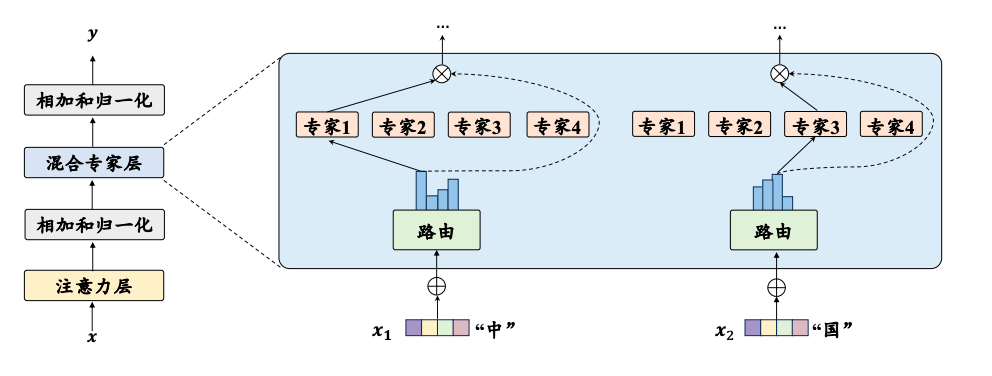 y
相加和归一化
混合专家层
相加和归一化
注意力层
x
...
专家1 专家2 专家3 专家4
路由
x1 “中”
...
专家1 专家2 专家3 专家4
路由
x2 “国”